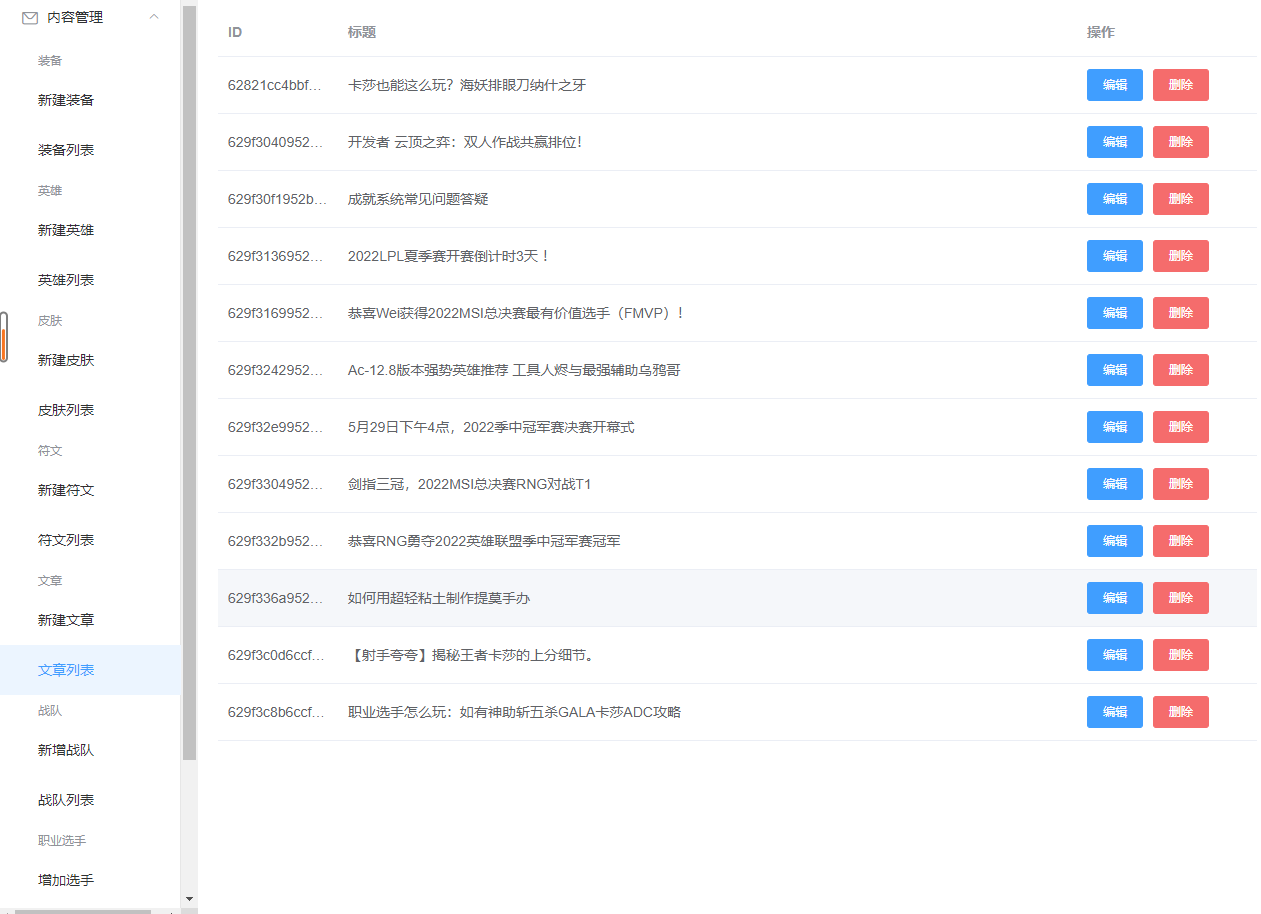 内容管理
装备
新建装备
装备列表
英雄
新建英雄
英雄列表
皮肤
新建皮肤
皮肤列表
符文
新建符文
符文列表
文章
新建文章
文章列表
战队
新增战队
战队列表
职业选手
增加选手
ID 标题 操作
62821cc4bbf... 卡莎也能这么玩？海妖排眼刀纳什之牙 编辑 删除
629f3040952... 开发者 云顶之弈：双人作战共赢排位！ 编辑 删除
629f30f1952b... 成就系统常见问题答疑 编辑 删除
629f3136952... 2022LPL夏季赛开赛倒计时3天 ！ 编辑 删除
629f3169952... 恭喜Wei获得2022MSI总决赛最有价值选手（FMVP）！ 编辑 删除
629f3242952... Ac-12.8版本强势英雄推荐 工具人烬与最强辅助乌鸦哥 编辑 删除
629f32e9952... 5月29日下午4点，2022季中冠军赛决赛开幕式 编辑 删除
629f3304952... 剑指三冠，2022MSI总决赛RNG对战T1 编辑 删除
629f332b952... 恭喜RNG勇夺2022英雄联盟季中冠军赛冠军 编辑 删除
629f336a952... 如何用超轻粘土制作提莫手办 编辑 删除
629f3c0d6ccf... 【射手夸夸】揭秘王者卡莎的上分细节。 编辑 删除
629f3c8b6ccf... 职业选手怎么玩：如有神助斩五杀GALA卡莎ADC攻略 编辑 删除